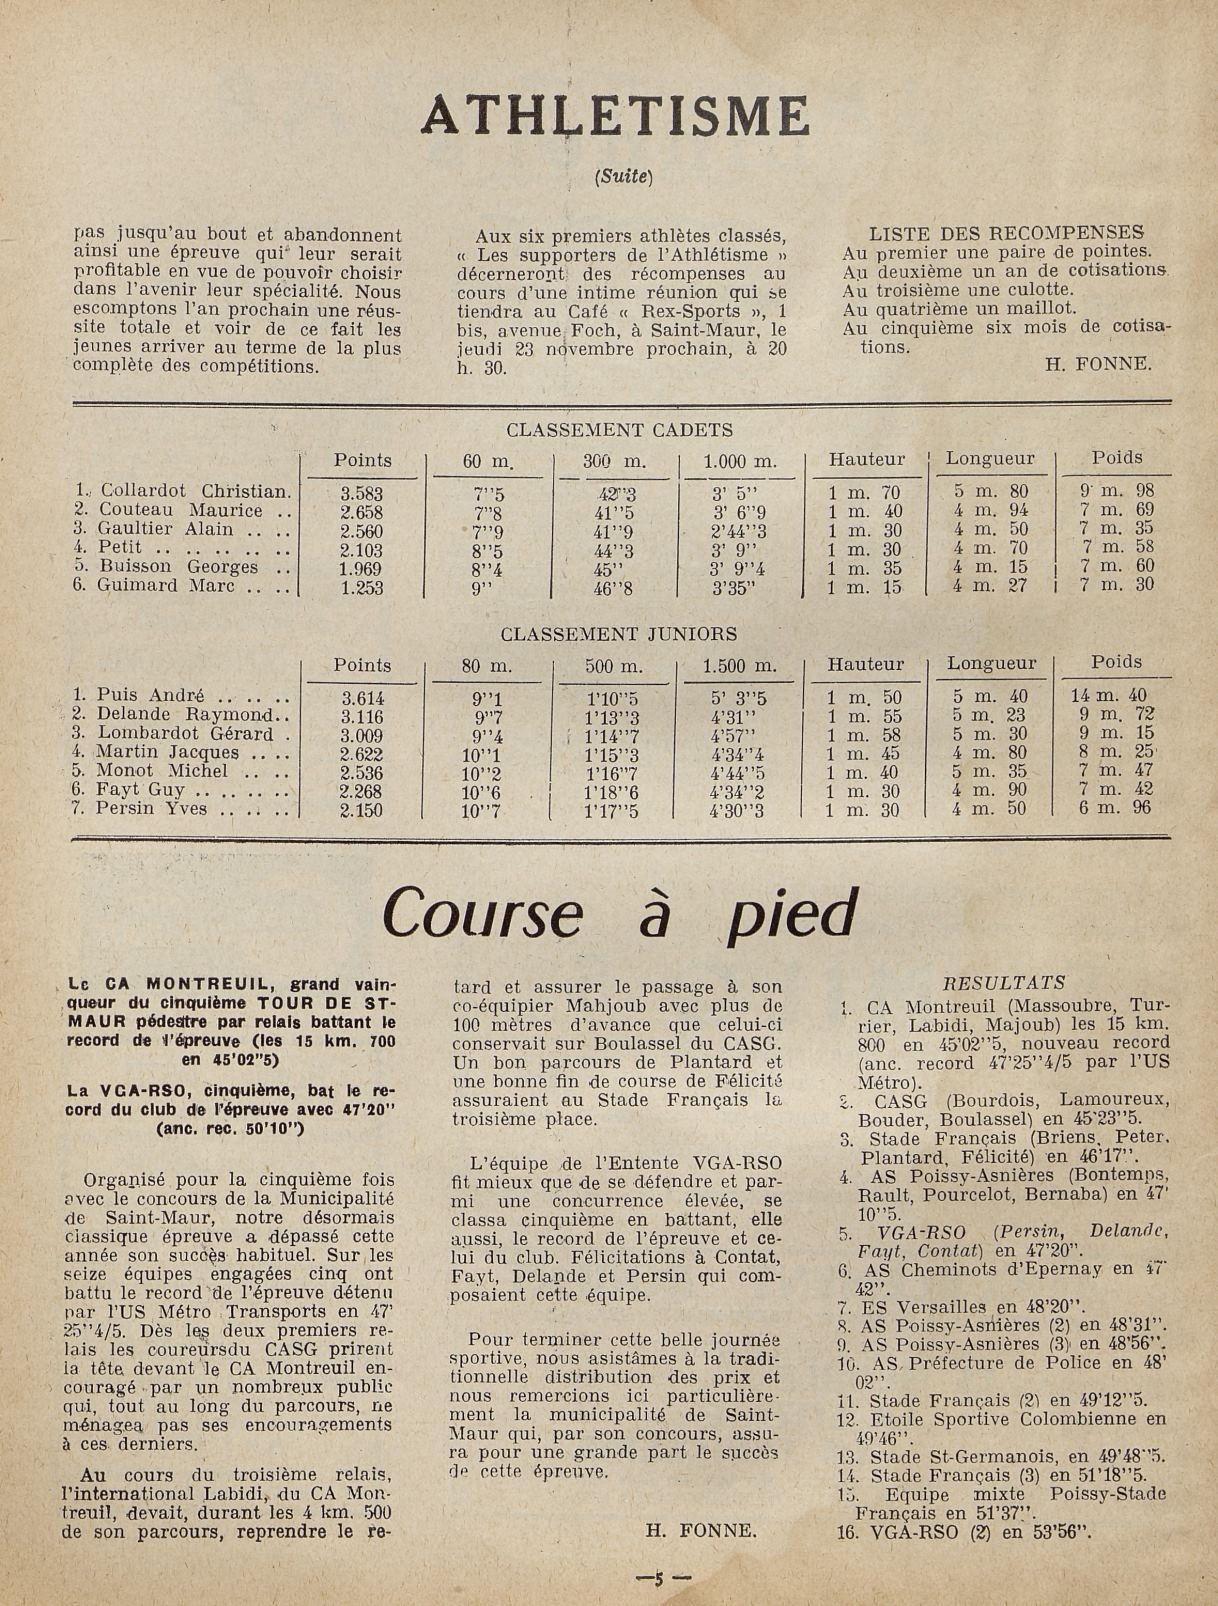 ATHLETISME
(Suite)
pas jusqu'au bout et abandonnent
ainsi une épreuve qui leur serait
profitable en vue de pouvoir choisir
dans l'avenir leur spécialité. Nous
escomptons l'an prochain une réus-
site totale et voir de ce fait les
jeunes arriver au terme de la plus
complète des compétitions.
Aux six premiers athlètes classés,
« Les supporters de l'Athlétisme »
décerneront des récompenses au
cours d'une intime réunion qui se
tiendra au Café « Rex-Sports », 1
bis, avenue Foch, à Saint-Maur, le
jeudi 23 novembre prochain, à 20
h. 30.
LISTE DES RECOMPENSES
Au premier une paire de pointes.
Au deuxième un an de cotisations.
Au troisième une culotte.
Au quatrième un maillot.
Au cinquième six mois de cotisa-
tions.
H. FONNE.
CLASSEMENT CADETS
Points 60 m. 300 m. 1.000 m. Hauteur Longueur Poids
1. Collardot Christian. 3.583 7''5 42''3 3' 5'' 1 m. 70 5 m. 80 9 m. 98
2. Couteau Maurice .. 2.658 7''8 41''5 3' 6''9 1 m. 40 4 m. 94 7 m. 69
3. Gaultier Alain .. .. 2.560 7''9 41''9 2'44''3 1 m. 30 4 m. 50 7 m. 35
4. Petit .. .. .. .. .. .. 2.103 8''5 44''3 3' 9'' 1 m. 30 4 m. 70 7 m. 58
5. Buisson Georges .. 1.969 8''4 45'' 3' 9''4 1 m. 35 4 m. 15 7 m. 60
6. Guimard Marc .. .. 1.253 9'' 46''8 3'35'' 1 m. 15 4 m. 27 7 m. 30
CLASSEMENT JUNIORS
Points 80 m. 500 m. 1.500 m. Hauteur Longueur Poids
1. Puis André .. .. .. 3.614 9''1 1'10''5 5' 3''5 1 m. 50 5 m. 40 14 m. 40
2. Delande Raymond.. 3.116 9''7 1'13''3 4'31'' 1 m. 55 5 m. 23 9 m. 72
3. Lombardot Gérard . 3.009 9''4 1'14''7 4'57'' 1 m. 58 5 m. 30 9 m. 15
4. Martin Jacques .. .. 2.622 10''1 1'15''3 4'34''4 1 m. 45 4 m. 80 8 m. 25
5. Monot Michel .. .. 2.536 10''2 1'16''7 4'44''5 1 m. 40 5 m. 35 7 m. 47
6. Fayt Guy .. .. .. .. 2.268 10''6 1'18''6 4'34''2 1 m. 30 4 m. 90 7 m. 42
7. Persin Yves .. .. .. 2.150 10''7 1'17''5 4'30''3 1 m. 30 4 m. 50 6 m. 96
Course à pied
Le CA MONTREUIL, grand vain-
queur du cinquième TOUR DE ST-
MAUR pédestre par relais battant le
record de l'épreuve (les 15 km. 700
en 45'02''5)
La VGA-RSO, cinquième, bat le re-
cord du club de l'épreuve avec 47'20''
(anc. rec. 50'10'')
Organisé pour la cinquième fois
avec le concours de la Municipalité
de Saint-Maur, notre désormais
classique épreuve a dépassé cette
année son succès habituel. Sur les
seize équipes engagées cinq ont
battu le record de l'épreuve détenu
par l'US Métro Transports en 47'
25''4/5. Dès les deux premiers re-
lais les coureursdu CASG prirent
la tête devant le CA Montreuil en-
couragé par un nombreux public
qui, tout au long du parcours, ne
ménagea pas ses encouragements
à ces derniers.
Au cours du troisième relais,
l'international Labidi, du CA Mon-
treuil, devait, durant les 4 km. 500
de son parcours, reprendre le re-
tard et assurer le passage à son
co-équipier Mahjoub avec plus de
100 mètres d'avance que celui-ci
conservait sur Boulassel du CASG.
Un bon parcours de Plantard et
une bonne fin de course de Félicité
assuraient au Stade Français la
troisième place.
L'équipe de l'Entente VGA-RSO
fit mieux que de se défendre et par-
mi une concurrence élevée, se
classa cinquième en battant, elle
aussi, le record de l'épreuve et ce-
lui du club. Félicitations à Contat,
Fayt, Delande et Persin qui com-
posaient cette équipe.
Pour terminer cette belle journée
sportive, nous asistâmes à la tradi-
tionnelle distribution des prix et
nous remercions ici particulière-
ment la municipalité de Saint-
Maur qui, par son concours, assu-
ra pour une grande part le succès
de cette épreuve.
H. FONNE.
RESULTATS
1. CA Montreuil (Massoubre, Tur-
rier, Labidi, Majoub) les 15 km.
800 en 45'02''5, nouveau record
(anc. record 47'25''4/5 par l'US
Métro).
2. CASG (Bourdois, Lamoureux,
Bouder, Boulassel) en 45'23''5.
3. Stade Français (Briens, Peter,
Plantard, Félicité) en 46'17''.
4. AS Poissy-Asnières (Bontemps,
Rault, Pourcelot, Bernaba) en 47'
10''5.
5. VGA-RSO (Persin, Delande,
Fayt, Contat) en 47'20''.
6. AS Cheminots d'Epernay en 47'
42''.
7. ES Versailles en 48'20''.
8. AS Poissy-Asnières (2) en 48'31''.
9. AS Poissy-Asnières (3) en 48'56''.
10. AS Préfecture de Police en 48'
02''.
11. Stade Français (2) en 49'12''5.
12. Etoile Sportive Colombienne en
49'46''.
13. Stade St-Germanois, en 49'48''5.
14. Stade Français (3) en 51'18''5.
15. Equipe mixte Poissy-Stade
Français en 51'37''.
16. VGA-RSO (2) en 53'56''.
—5—